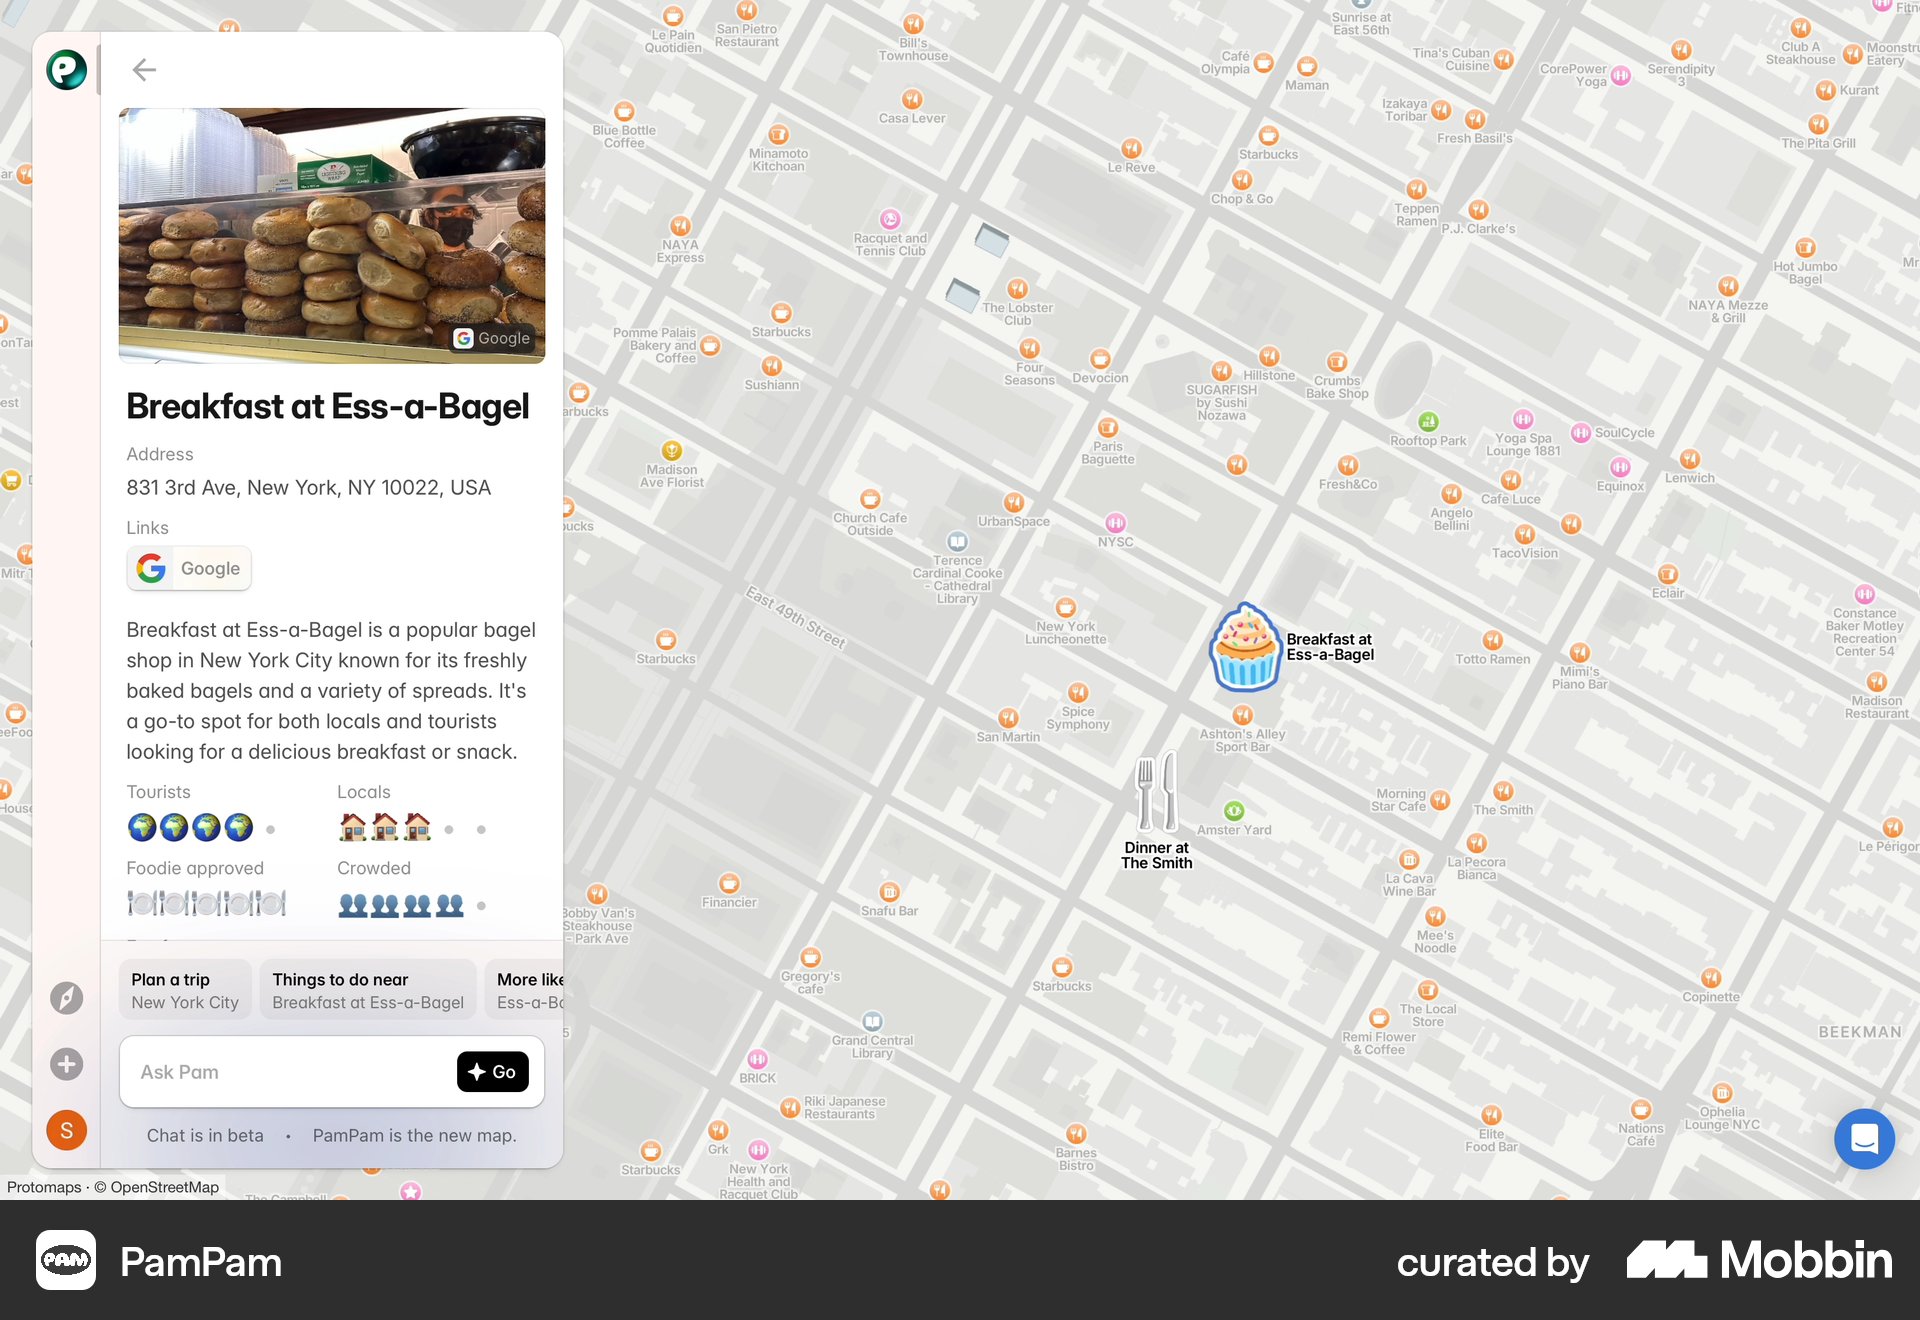 Breakfast at Ess-a-Bagel
Address
831 3rd Ave, New York, NY 10022, USA
Links
Google
Google
Breakfast at Ess-a-Bagel is a popular bagel
shop in New York City known for its freshly
baked bagels and a variety of spreads. It's
a go-to spot for both locals and tourists
looking for a delicious breakfast or snack.
Tourists
Locals
Foodie approved
Crowded
Plan a trip
New York City
Things to do near
Breakfast at Ess-a-Bagel
More like
Ess-a-Ba
Ask Pam
Go
Chat is in beta • PamPam is the new map.
S
Protomaps · © OpenStreetMap
Le Pain
Quotidien
San Pietro
Restaurant
Bill's
Townhouse
Sunrise at
East 56th
Café
Olympia
Maman
Tina's Cuban
Cuisine
CorePower
Yoga
Serendipity
3
Club A
Steakhouse
Moonstru
Eatery
Kurant
Blue Bottle
Coffee
Casa Lever
Minamoto
Kitchoan
Le Reve
Starbucks
Izakaya
Toribar
Fresh Basil's
The Pita Grill
Chop & Go
Teppen
Ramen
P.J. Clarke's
NAYA
Express
Racquet and
Tennis Club
Hot Jumbo
Bagel
NAYA Mezze
& Grill
The Lobster
Club
Starbucks
Pomme Palais
Bakery and
Coffee
Sushiann
Four
Seasons
Devocion
SUGARFISH
by Sushi
Nozawa
Hillstone
Crumbs
Bake Shop
arbucks
Paris
Baguette
Rooftop Park
Yoga Spa
Lounge 1881
SoulCycle
Madison
Ave Florist
Fresh&Co
Equinox
Lenwich
Cafe Luce
Angelo
Bellini
TacoVision
Church Cafe
Outside
UrbanSpace
NYSC
Terence
Cardinal Cooke
- Cathedral
Library
Eclair
East 49th Street
New York
Luncheonette
Constance
Baker Motley
Recreation
Center 54
Starbucks
Breakfast at
Ess-a-Bagel
Totto Ramen
Mimi's
Piano Bar
Madison
Restaurant
Spice
Symphony
San Martin
Ashton's Alley
Sport Bar
Morning
Star Cafe
The Smith
Amster Yard
Dinner at
The Smith
La Pecora
Bianca
Le Périgor
La Cava
Wine Bar
Financier
Snafu Bar
Bobby Van's
Steakhouse
- Park Ave
Mee's
Noodle
Gregory's
cafe
Starbucks
Copinette
The Local
Store
Remi Flower
& Coffee
BEEKMAN
Grand Central
Library
BRICK
Riki Japanese
Restaurants
Ophelia
Lounge NYC
Nations
Café
Elite
Food Bar
Grk
Barnes
Bistro
Starbucks
New York
Health and
Racquet Club
PAM
PamPam
curated by
Mobbin